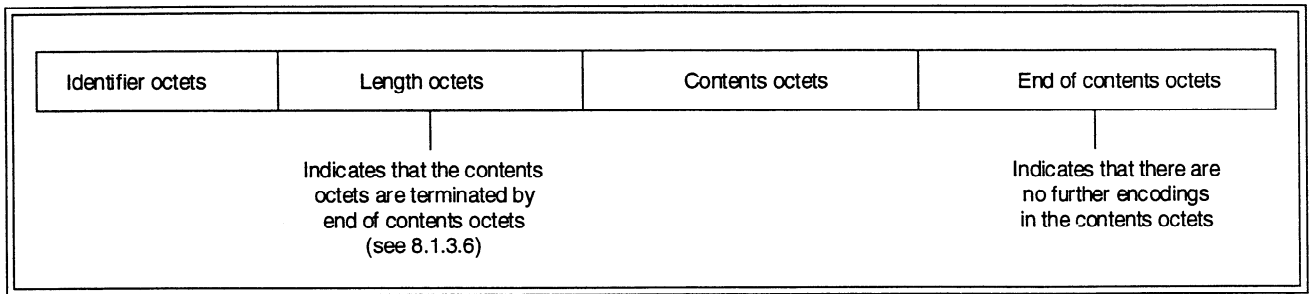 Identifier octets
Length octets
Contents octets
End of contents octets
Indicates that the contents
octets are terminated by
end of contents octets
(see 8.1.3.6)
Indicates that there are
no further encodings
in the contents octets